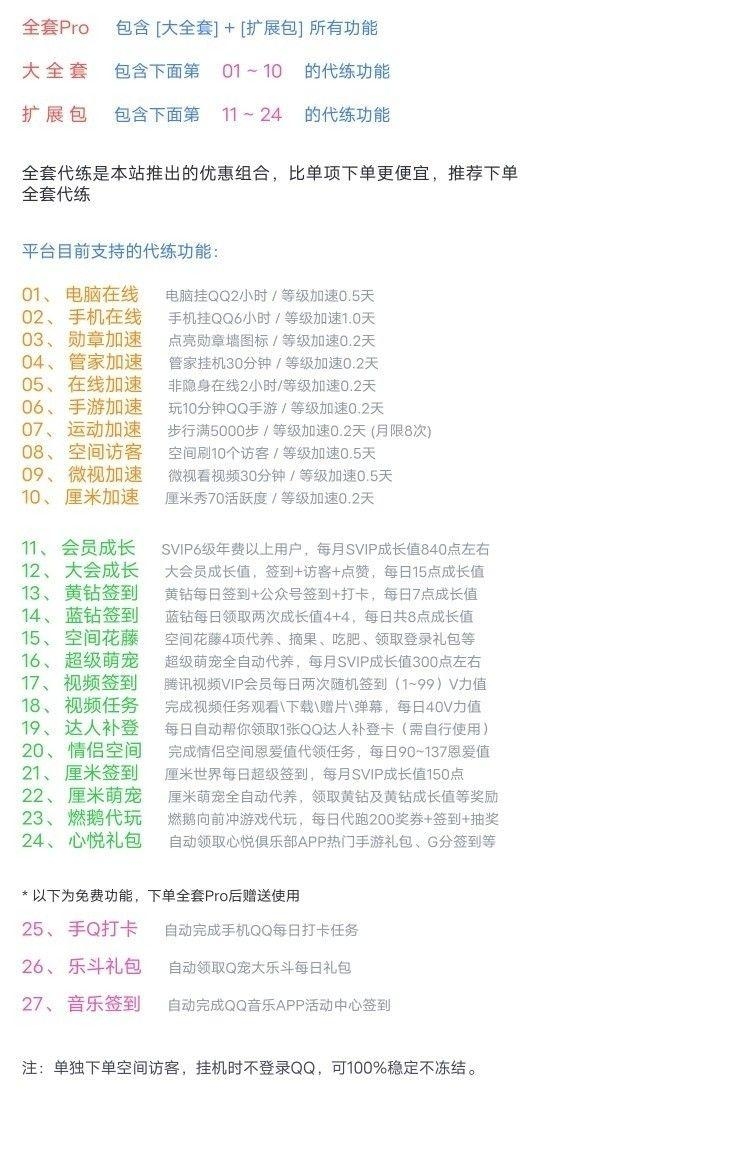 全套Pro 包含 [大全套] + [扩展包] 所有功能
大 全 套 包含下面第 01 ~ 10 的代练功能
扩 展 包 包含下面第 11 ~ 24 的代练功能
全套代练是本站推出的优惠组合，比单项下单更便宜，推荐下单
全套代练
平台目前支持的代练功能：
01、 电脑在线 电脑挂QQ2小时 / 等级加速0.5天
02、 手机在线 手机挂QQ6小时 / 等级加速1.0天
03、 勋章加速 点亮勋章墙图标 / 等级加速0.2天
04、 管家加速 管家挂机30分钟 / 等级加速0.2天
05、 在线加速 非隐身在线2小时/等级加速0.2天
06、 手游加速 玩10分钟QQ手游 / 等级加速0.2天
07、 运动加速 步行满5000步 / 等级加速0.2天 (月限8次)
08、 空间访客 空间刷10个访客 / 等级加速0.5天
09、 微视加速 微视看视频30分钟 / 等级加速0.5天
10、 厘米加速 厘米秀70活跃度 / 等级加速0.2天
11、 会员成长 SVIP6级年费以上用户，每月SVIP成长值840点左右
12、 大会成长 大会员成长值，签到+访客+点赞，每日15点成长值
13、 黄钻签到 黄钻每日签到+公众号签到+打卡，每日7点成长值
14、 蓝钻签到 蓝钻每日领取两次成长值4+4，每日共8点成长值
15、 空间花藤 空间花藤4项代养、摘果、吃肥、领取登录礼包等
16、 超级萌宠 超级萌宠全自动代养，每月SVIP成长值300点左右
17、 视频签到 腾讯视频VIP会员每日两次随机签到（1~99）V力值
18、 视频任务 完成视频任务观看\下载\赠片\弹幕，每日40V力值
19、 达人补登 每日自动帮你领取1张QQ达人补登卡（需自行使用）
20、 情侣空间 完成情侣空间恩爱值代领任务，每日90~137恩爱值
21、 厘米签到 厘米世界每日超级签到，每月SVIP成长值150点
22、 厘米萌宠 厘米萌宠全自动代养，领取黄钻及黄钻成长值等奖励
23、 燃鹅代玩 燃鹅向前冲游戏代玩，每日代跑200奖券+签到+抽奖
24、 心悦礼包 自动领取心悦俱乐部APP热门手游礼包、G分签到等
* 以下为免费功能，下单全套Pro后赠送使用
25、 手Q打卡 自动完成手机QQ每日打卡任务
26、 乐斗礼包 自动领取Q宠大乐斗每日礼包
27、 音乐签到 自动完成QQ音乐APP活动中心签到
注：单独下单空间访客，挂机时不登录QQ，可100%稳定不冻结。